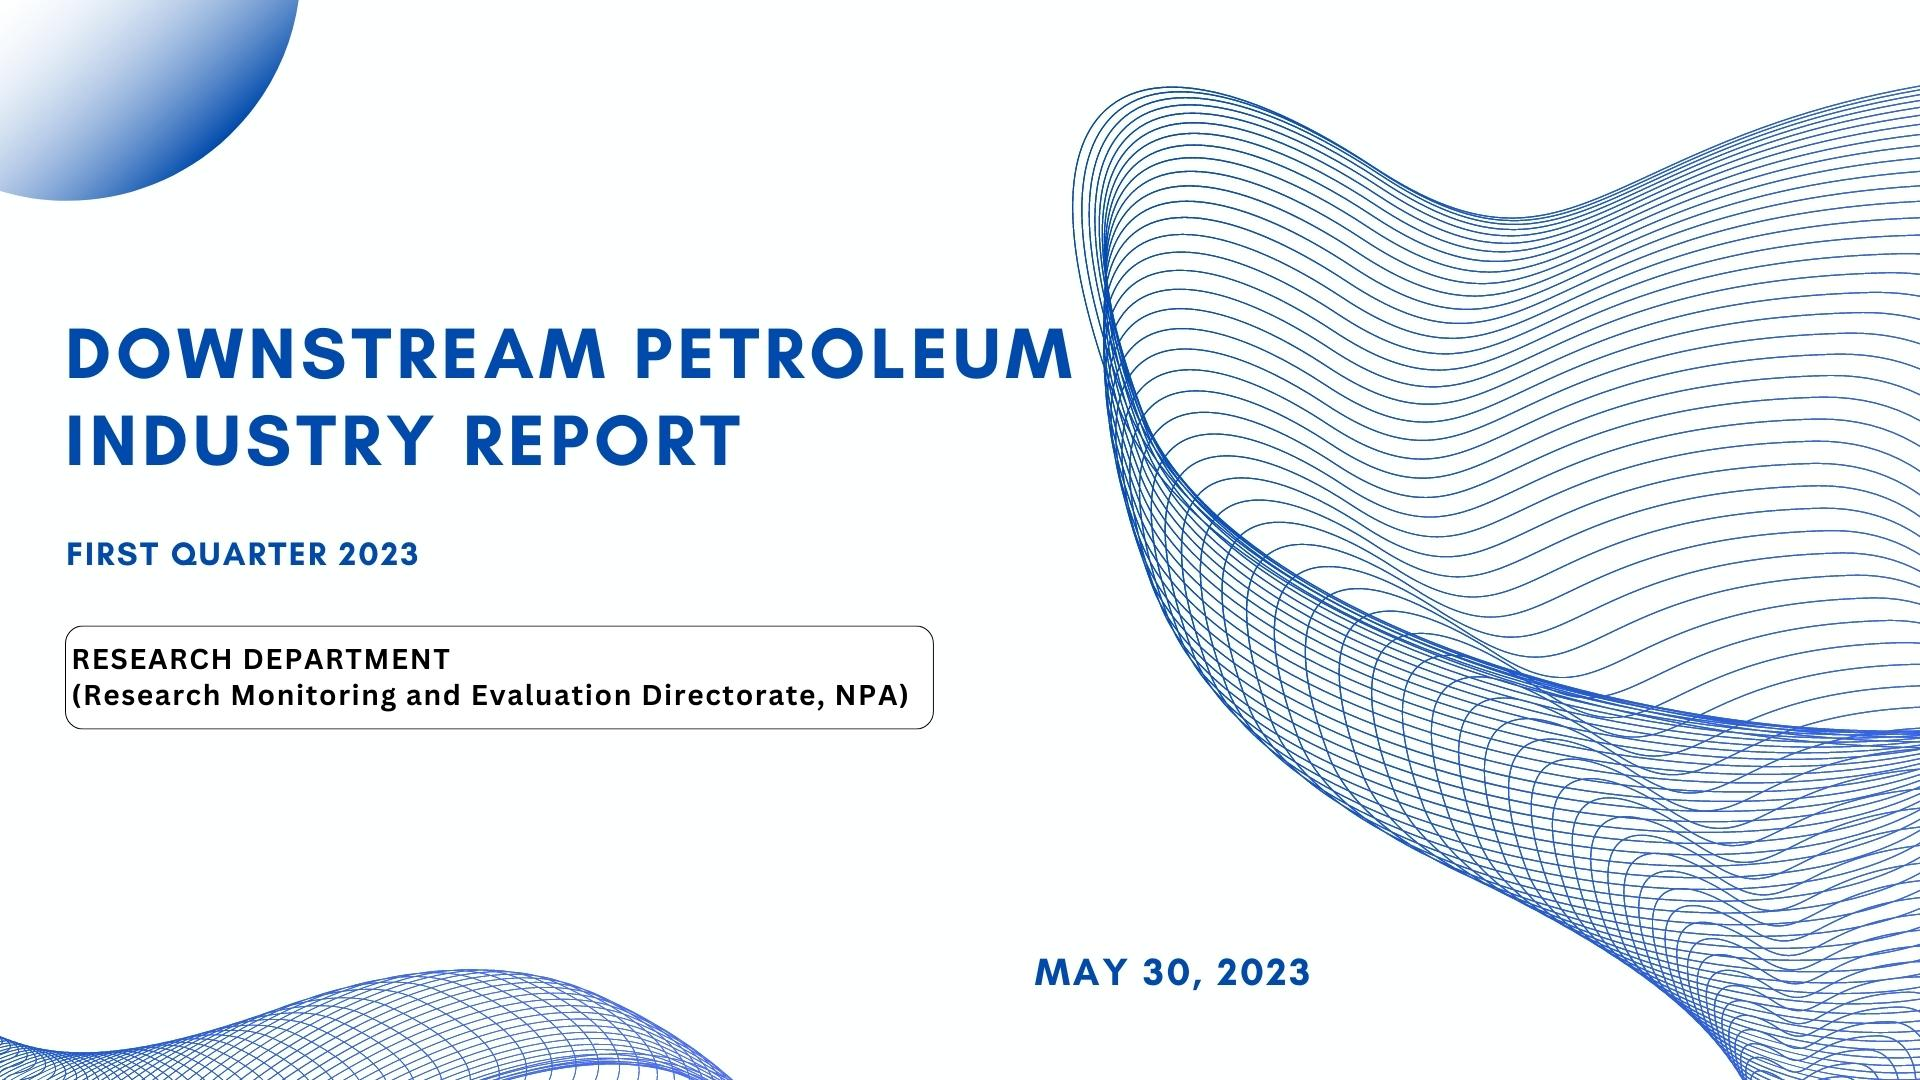 DOWNSTREAM PETROLEUM
INDUSTRY REPORT
FIRST QUARTER 2023
RESEARCH DEPARTMENT
(Research Monitoring and Evaluation Directorate, NPA)
MAY 30, 2023